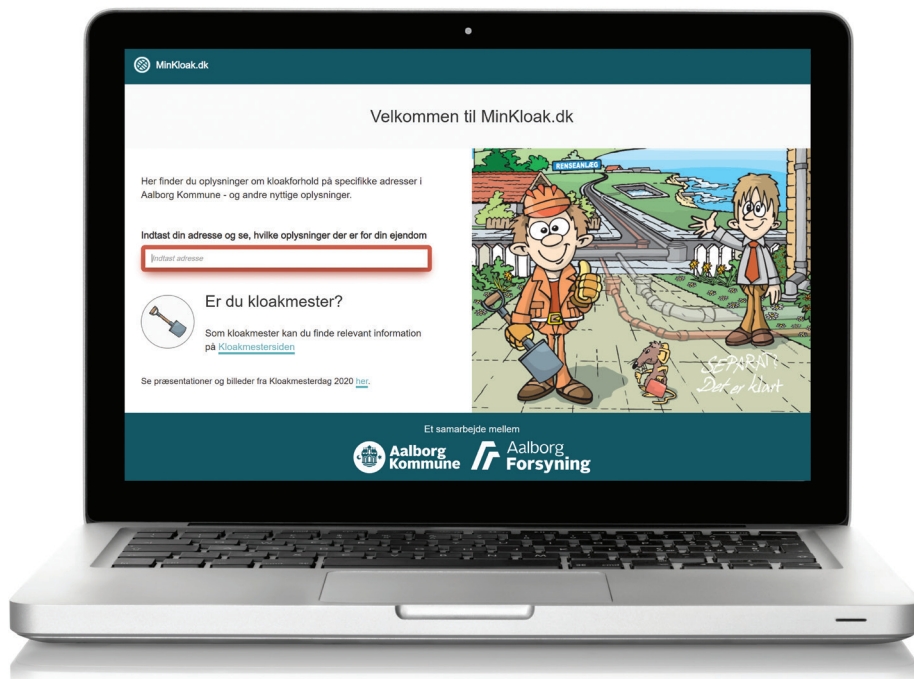 MinKloak.dk
Velkommen til MinKloak.dk
Her finder du oplysninger om kloakforhold på specifikke adresser i
Aalborg Kommune - og andre nyttige oplysninger.
Indtast din adresse og se, hvilke oplysninger der er for din ejendom
Indtast adresse
Er du kloakmester?
Som kloakmester kan du finde relevant information
på Kloakmestersiden
Se præsentationer og billeder fra Kloakmesterdag 2020 her.
RENSEANLÆG
SEPARAT?
Det er klart
Et samarbejde mellem
Aalborg
Kommune
Aalborg
Forsyning